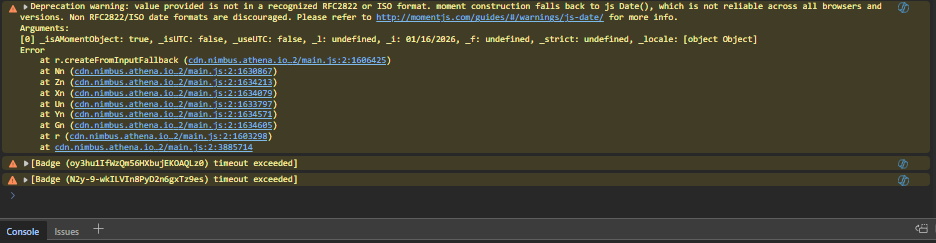 Deprecation warning: value provided is not in a recognized RFC2822 or ISO format. moment construction falls back to js Date(), which is not reliable across all browsers and
versions. Non RFC2822/ISO date formats are discouraged. Please refer to http://momentjs.com/guides/#/warnings/js-date/ for more info.
Arguments:
[0] _isAMomentObject: true, _isUTC: false, _useUTC: false, _l: undefined, _i: 01/16/2026, _f: undefined, _strict: undefined, _locale: [object Object]
Error
at r.createFromInputFallback (cdn.nimbus.athena.io…2/main.js:2:1606425)
at Nn (cdn.nimbus.athena.io…2/main.js:2:1630867)
at Zn (cdn.nimbus.athena.io…2/main.js:2:1634213)
at Xn (cdn.nimbus.athena.io…2/main.js:2:1634079)
at Un (cdn.nimbus.athena.io…2/main.js:2:1633797)
at Yn (cdn.nimbus.athena.io…2/main.js:2:1634571)
at Gn (cdn.nimbus.athena.io…2/main.js:2:1634605)
at r (cdn.nimbus.athena.io…2/main.js:2:1603298)
at cdn.nimbus.athena.io…2/main.js:2:3885714
[Badge (oy3hu1IfWzQm56HXbujEKOAQLz0) timeout exceeded]
[Badge (N2y-9-wkILVIn8PyD2n6gxTz9es) timeout exceeded]
Console Issues